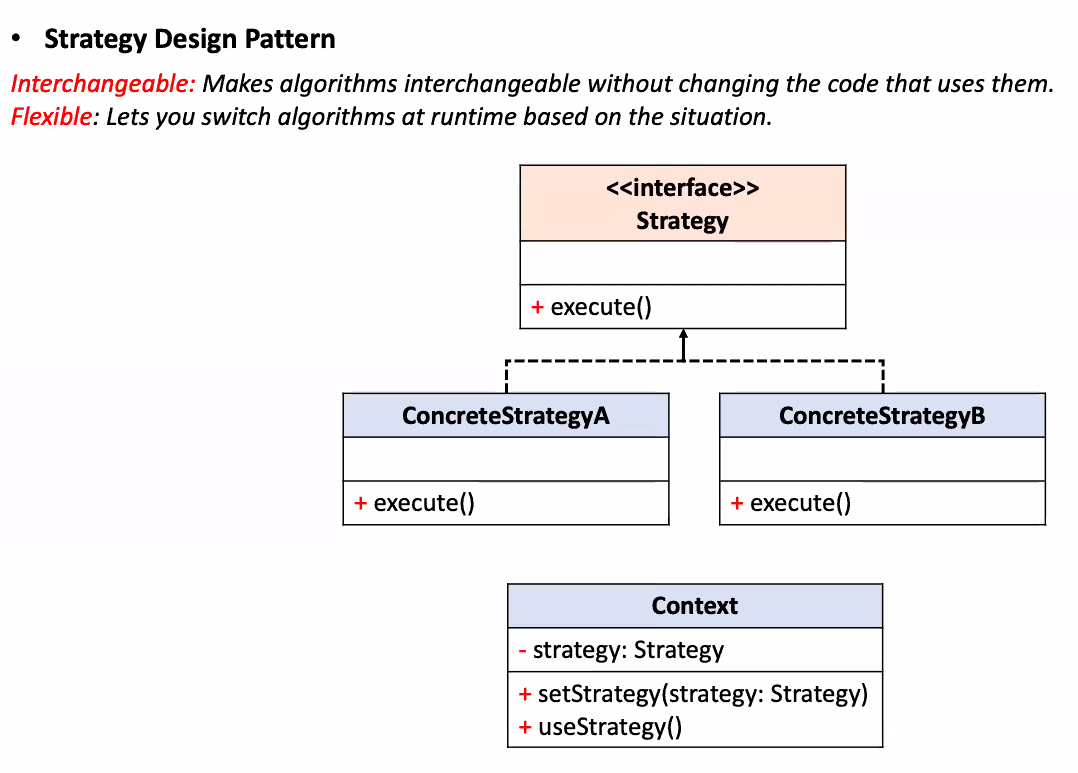 • Strategy Design Pattern
Interchangeable: Makes algorithms interchangeable without changing the code that uses them.
Flexible: Lets you switch algorithms at runtime based on the situation.
<<interface>>
Strategy
+ execute()
ConcreteStrategyA
+ execute()
ConcreteStrategyB
+ execute()
Context
- strategy: Strategy
+ setStrategy(strategy: Strategy)
+ useStrategy()